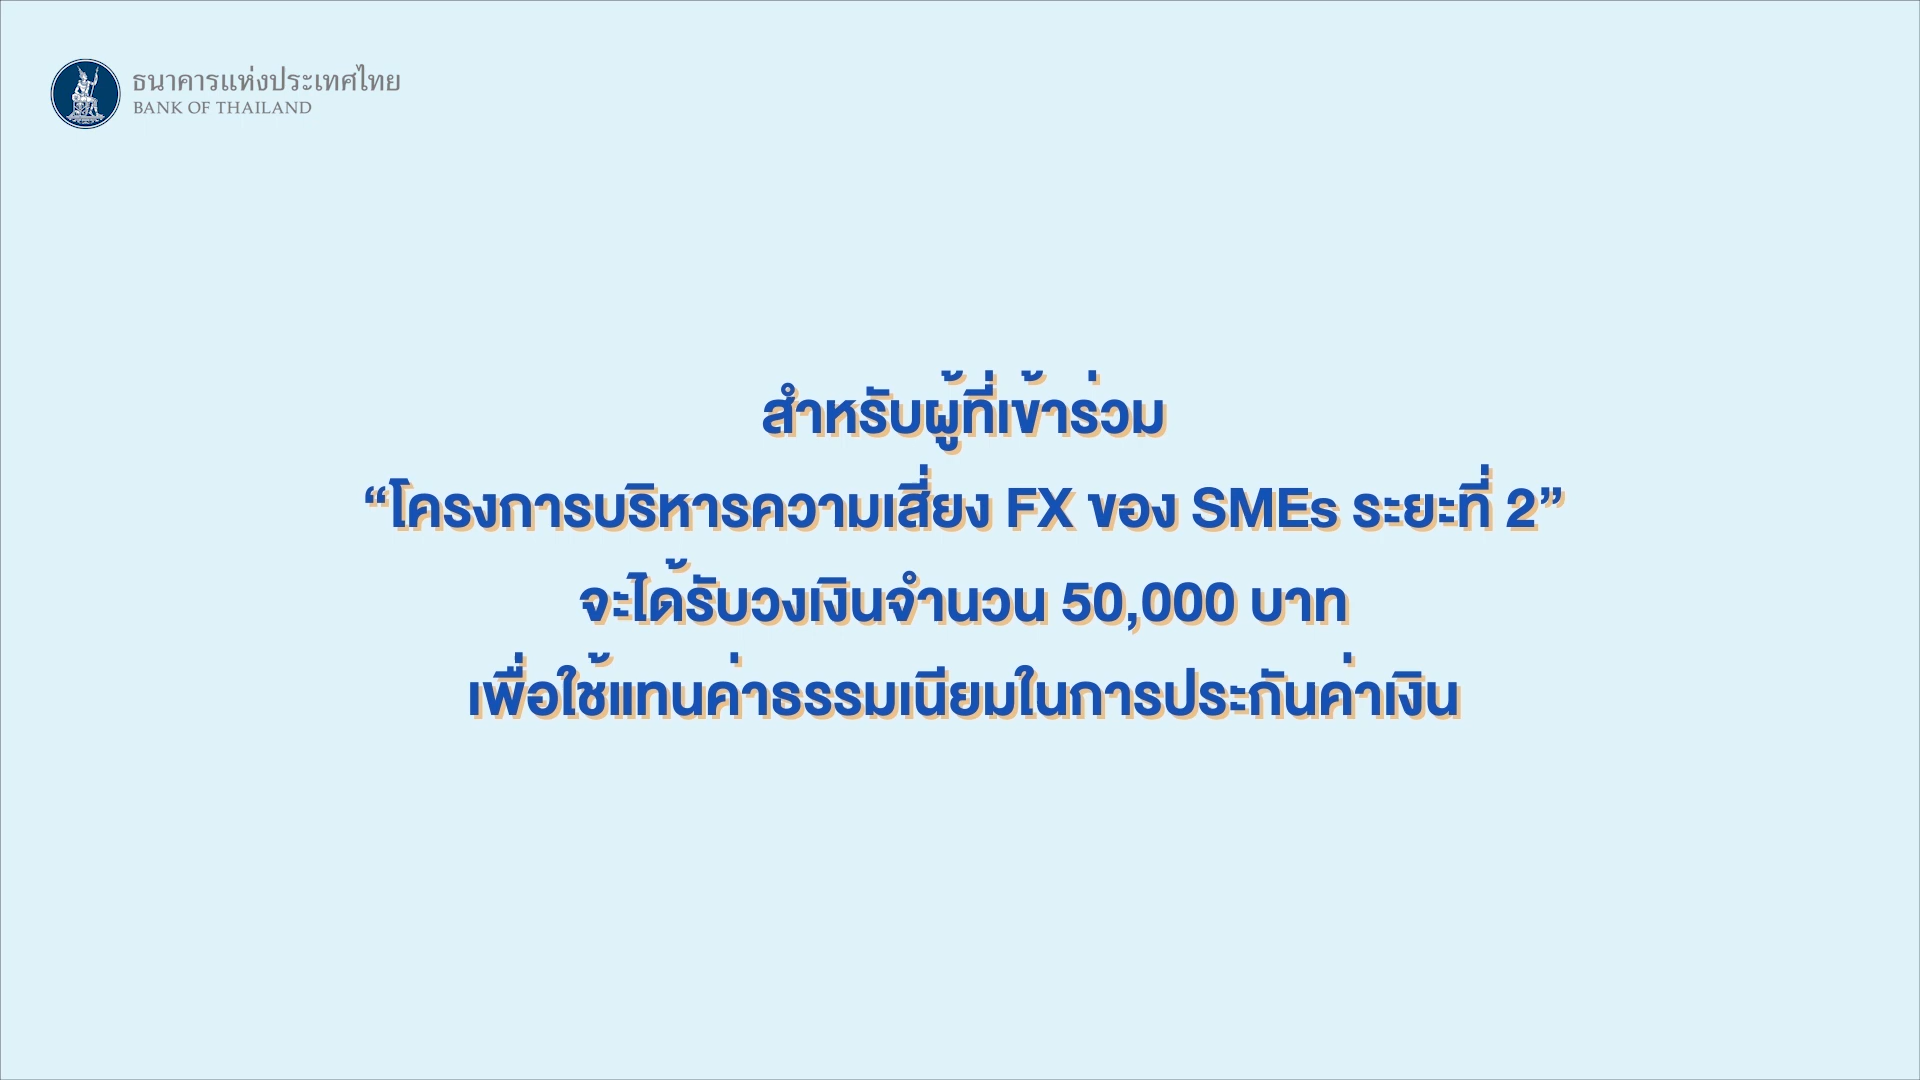 ธนาคารแห่งประเทศไทย
BANK OF THAILAND
สำหรับผู้ที่เข้าร่วม
“โครงการบริหารความเสี่ยง FX ของ SMEs ระยะที่ 2”
จะได้รับวงเงินจำนวน 50,000 บาท
เพื่อใช้แทนค่าธรรมเนียมในการประกันค่าเงิน